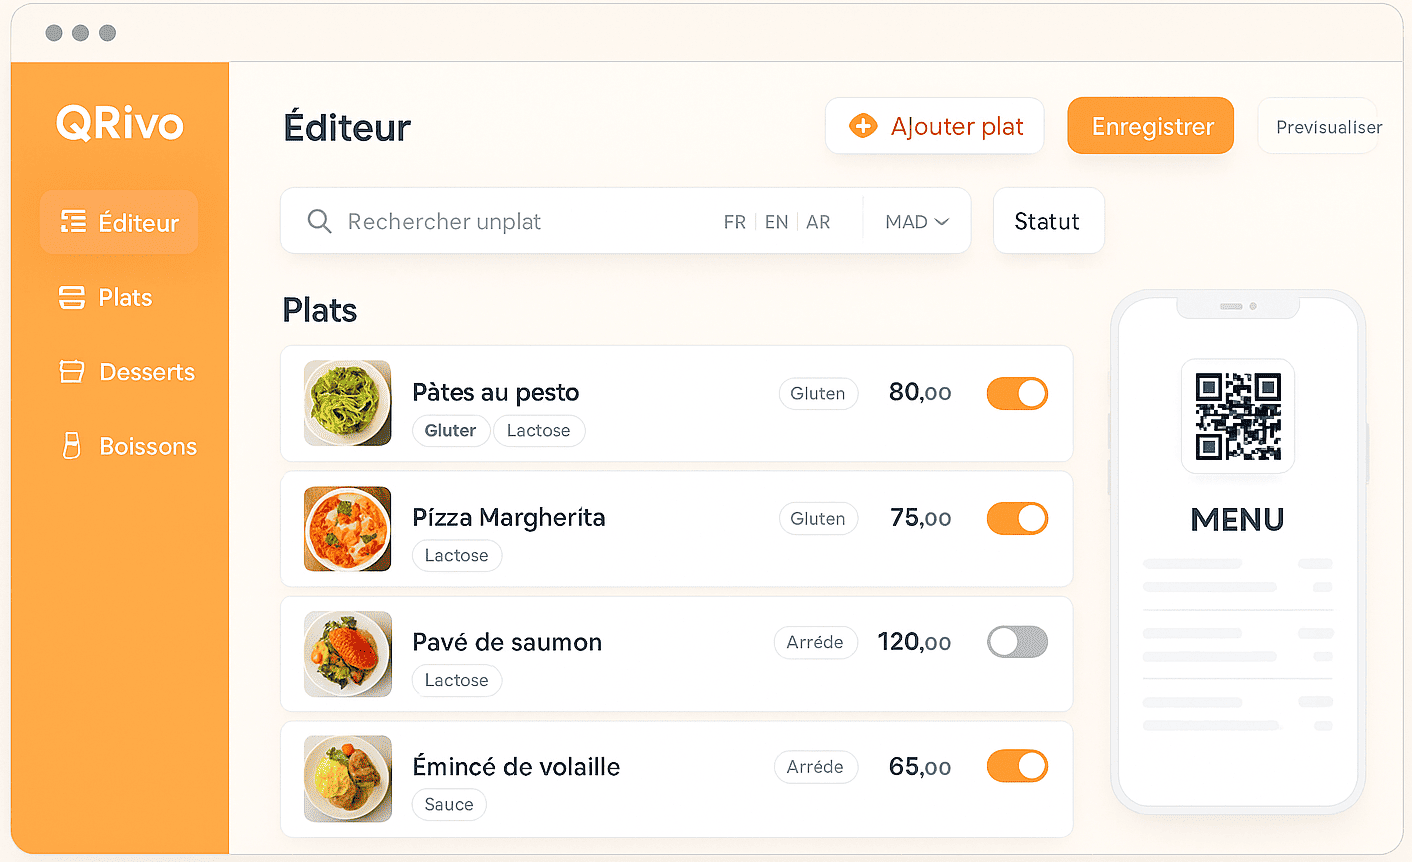 QRivo
Éditeur
Plats
Desserts
Boissons
Éditeur
Ajouter plat
Enregistrer
Previsualiser
Rechercher unplat
FR | EN | AR
MAD
Statut
Plats
Pàtes au pesto
Gluten
80,00
Gluter
Lactose
Pízza Margheríta
Gluten
75,00
Lactose
Pavé de saumon
Arréde
120,00
Lactose
Émincé de volaille
Arréde
65,00
Sauce
MENU